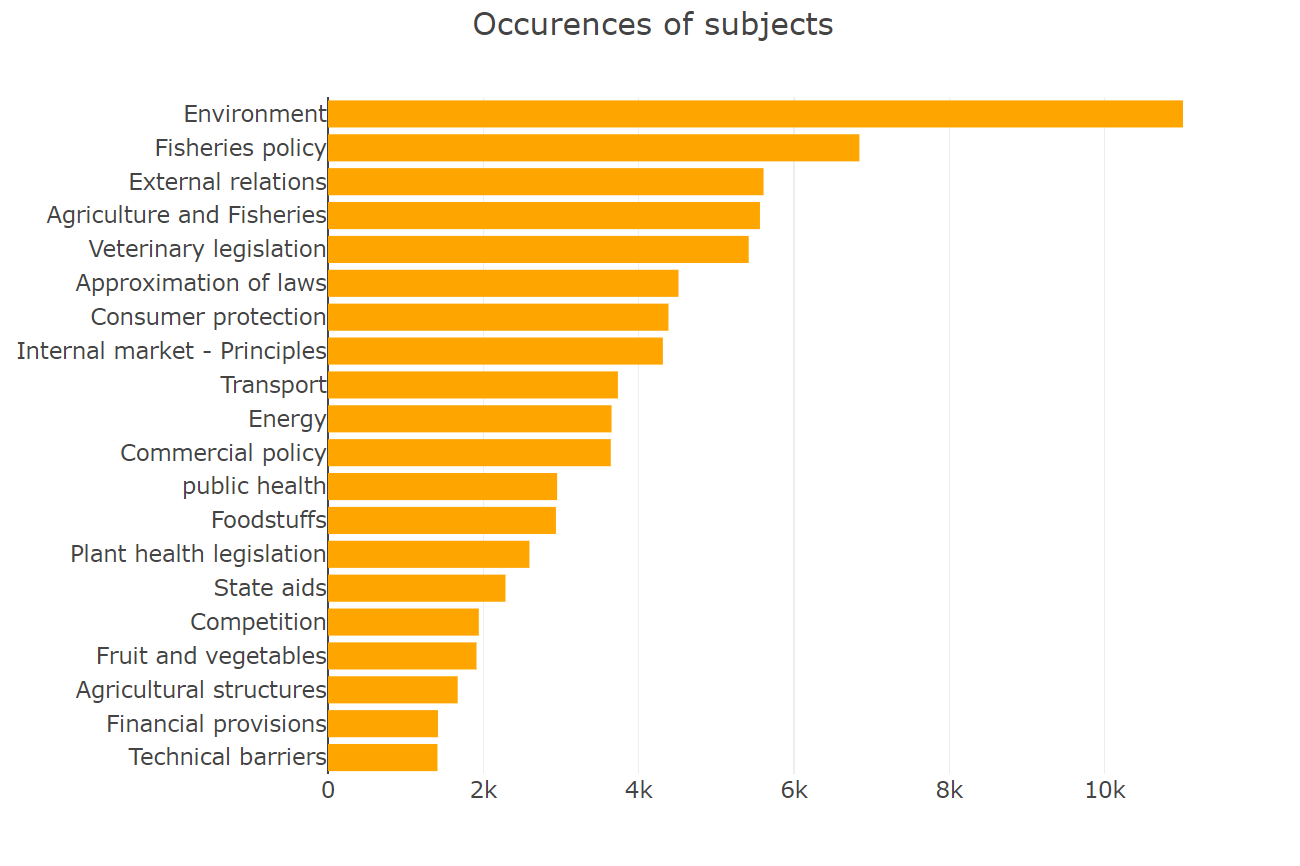 Occurences of subjects
Environment
Fisheries policy
External relations
Agriculture and Fisheries
Veterinary legislation
Approximation of laws
Consumer protection
Internal market - Principles
Transport
Energy
Commercial policy
public health
Foodstuffs
Plant health legislation
State aids
Competition
Fruit and vegetables
Agricultural structures
Financial provisions
Technical barriers
0 2k 4k 6k 8k 10k